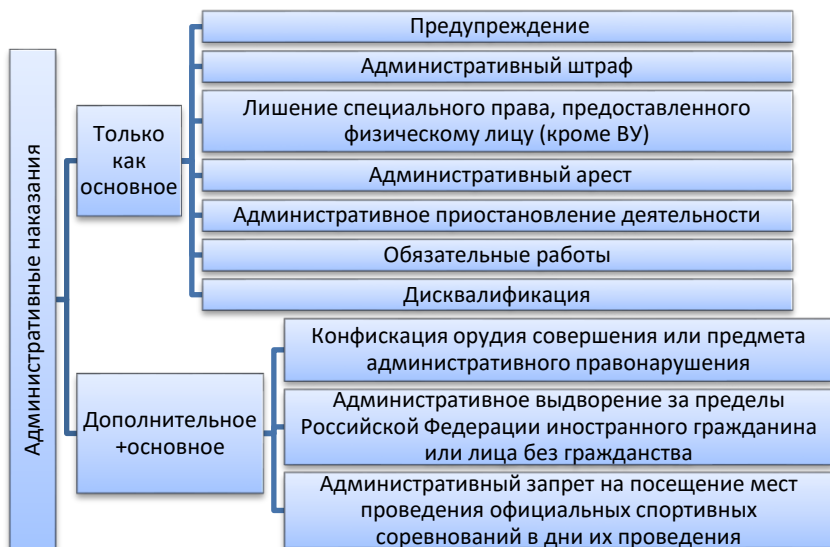 Административные наказания
Только
как
основное
Предупреждение
Административный штраф
Лишение специального права, предоставленного
физическому лицу (кроме ВУ)
Административный арест
Административное приостановление деятельности
Обязательные работы
Дисквалификация
Дополнительное
+основное
Конфискация орудия совершения или предмета
административного правонарушения
Административное выдворение за пределы
Российской Федерации иностранного гражданина
или лица без гражданства
Административный запрет на посещение мест
проведения официальных спортивных
соревнований в дни их проведения